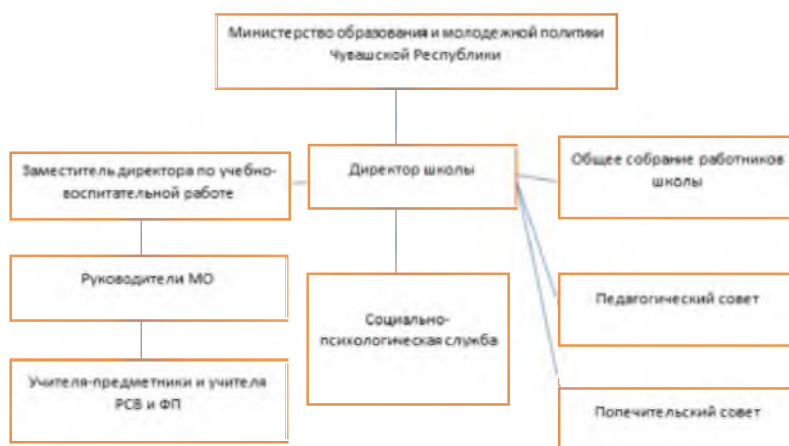 Министерство образования и молодежной политики
Чувашской Республики
Заместитель директора по учебно-
воспитательной работе
Директор школы
Общее собрание работников
школы
Руководители МО
Социально-
психологическая служба
Педагогический совет
Учителя-предметники и учителя
РСВ и ФП
Попечительский совет